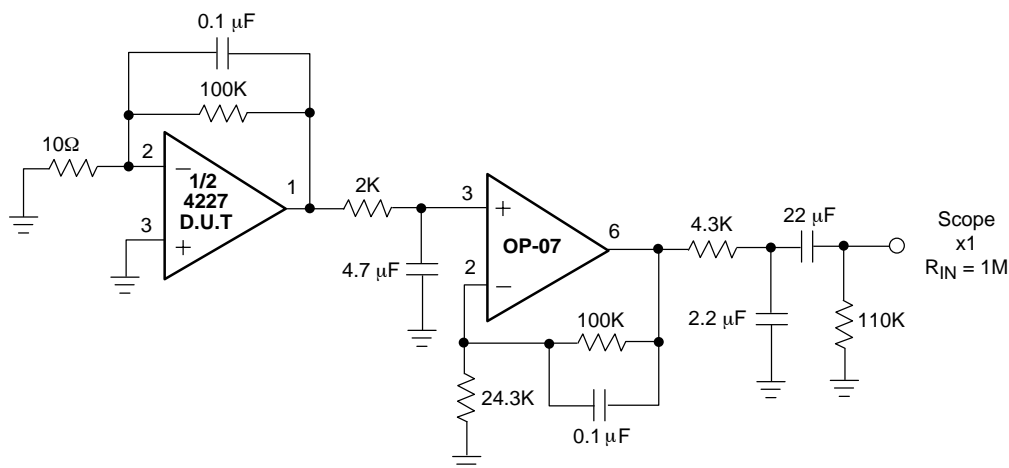 0.1 µF
100K
10Ω
2
−
1/2
4227
D.U.T
1
3
+
2K
4.7 µF
3
+
OP-07
6
2
−
100K
24.3K
0.1 µF
4.3K
22 µF
2.2 µF
110K
Scope
x1
RIN = 1M